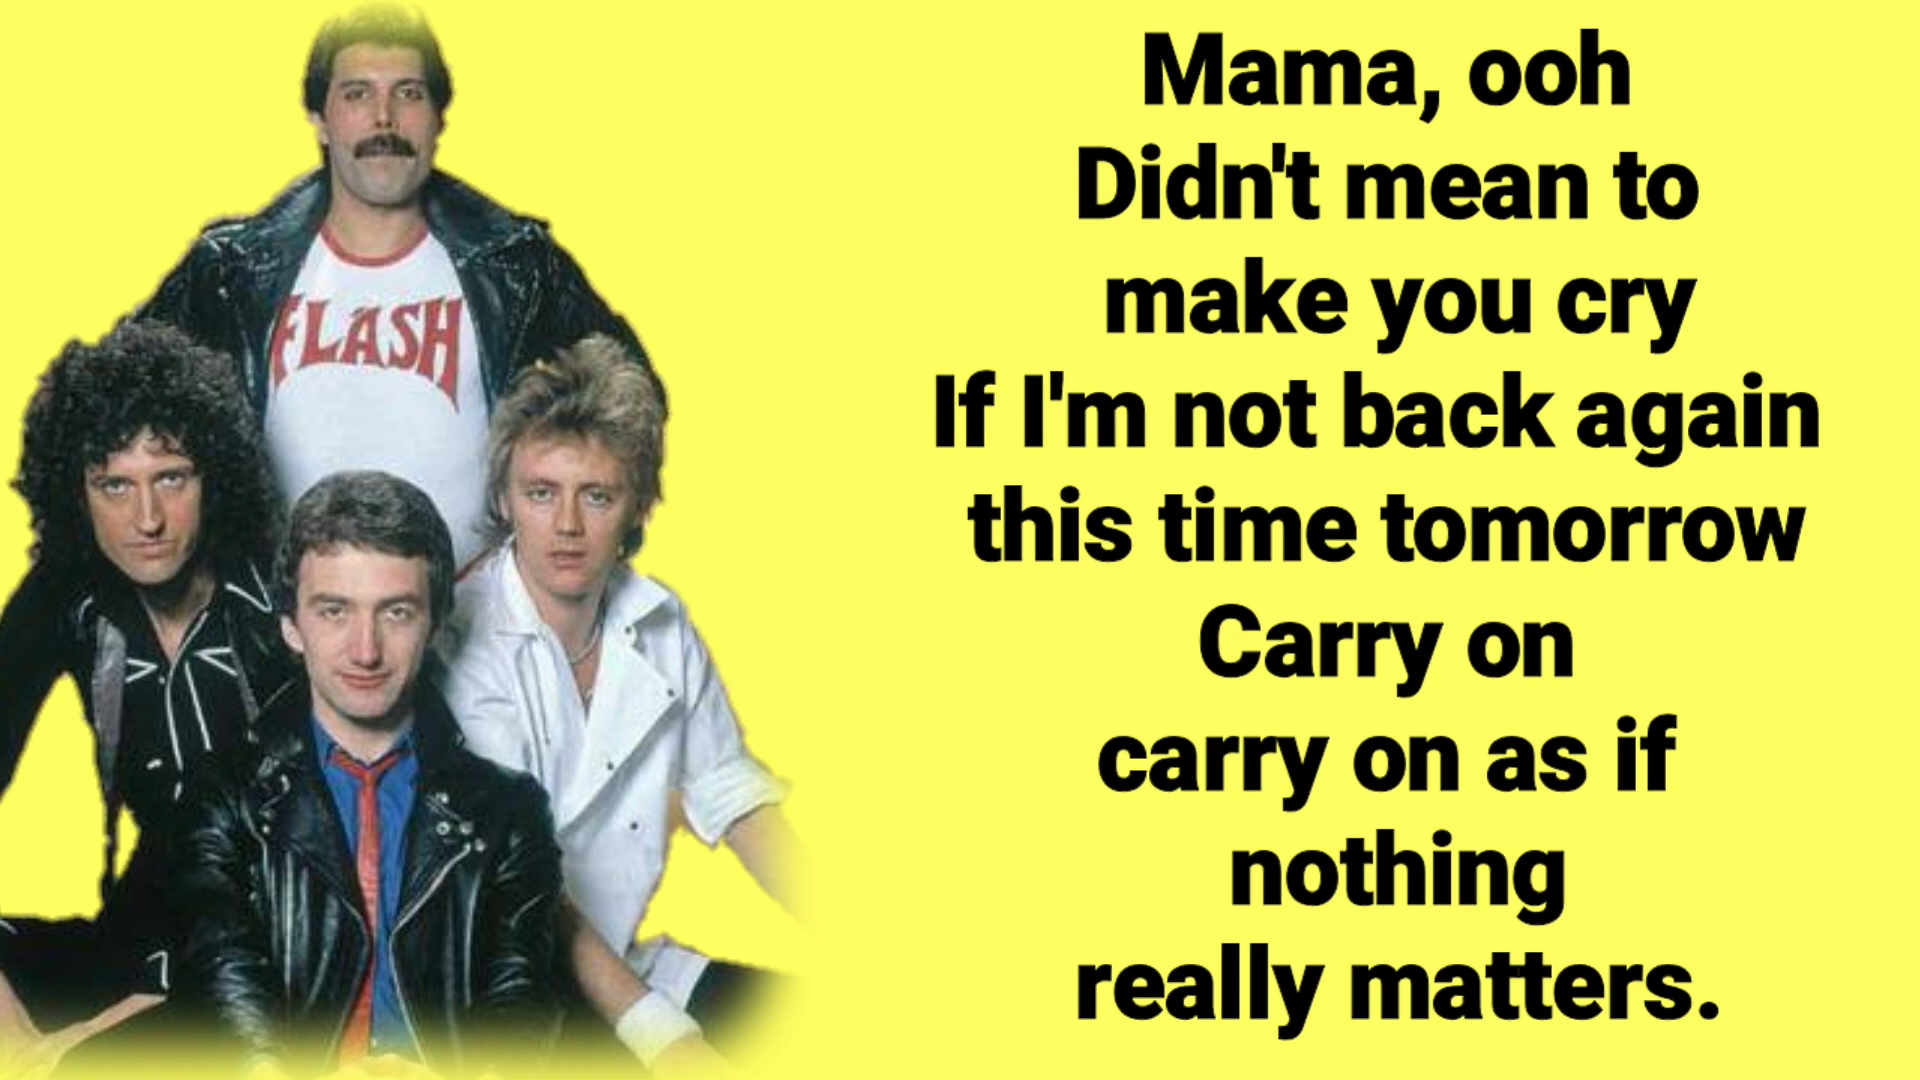 FLASH
Mama, ooh
Didn't mean to
make you cry
If I'm not back again
this time tomorrow
Carry on
carry on as if
nothing
really matters.